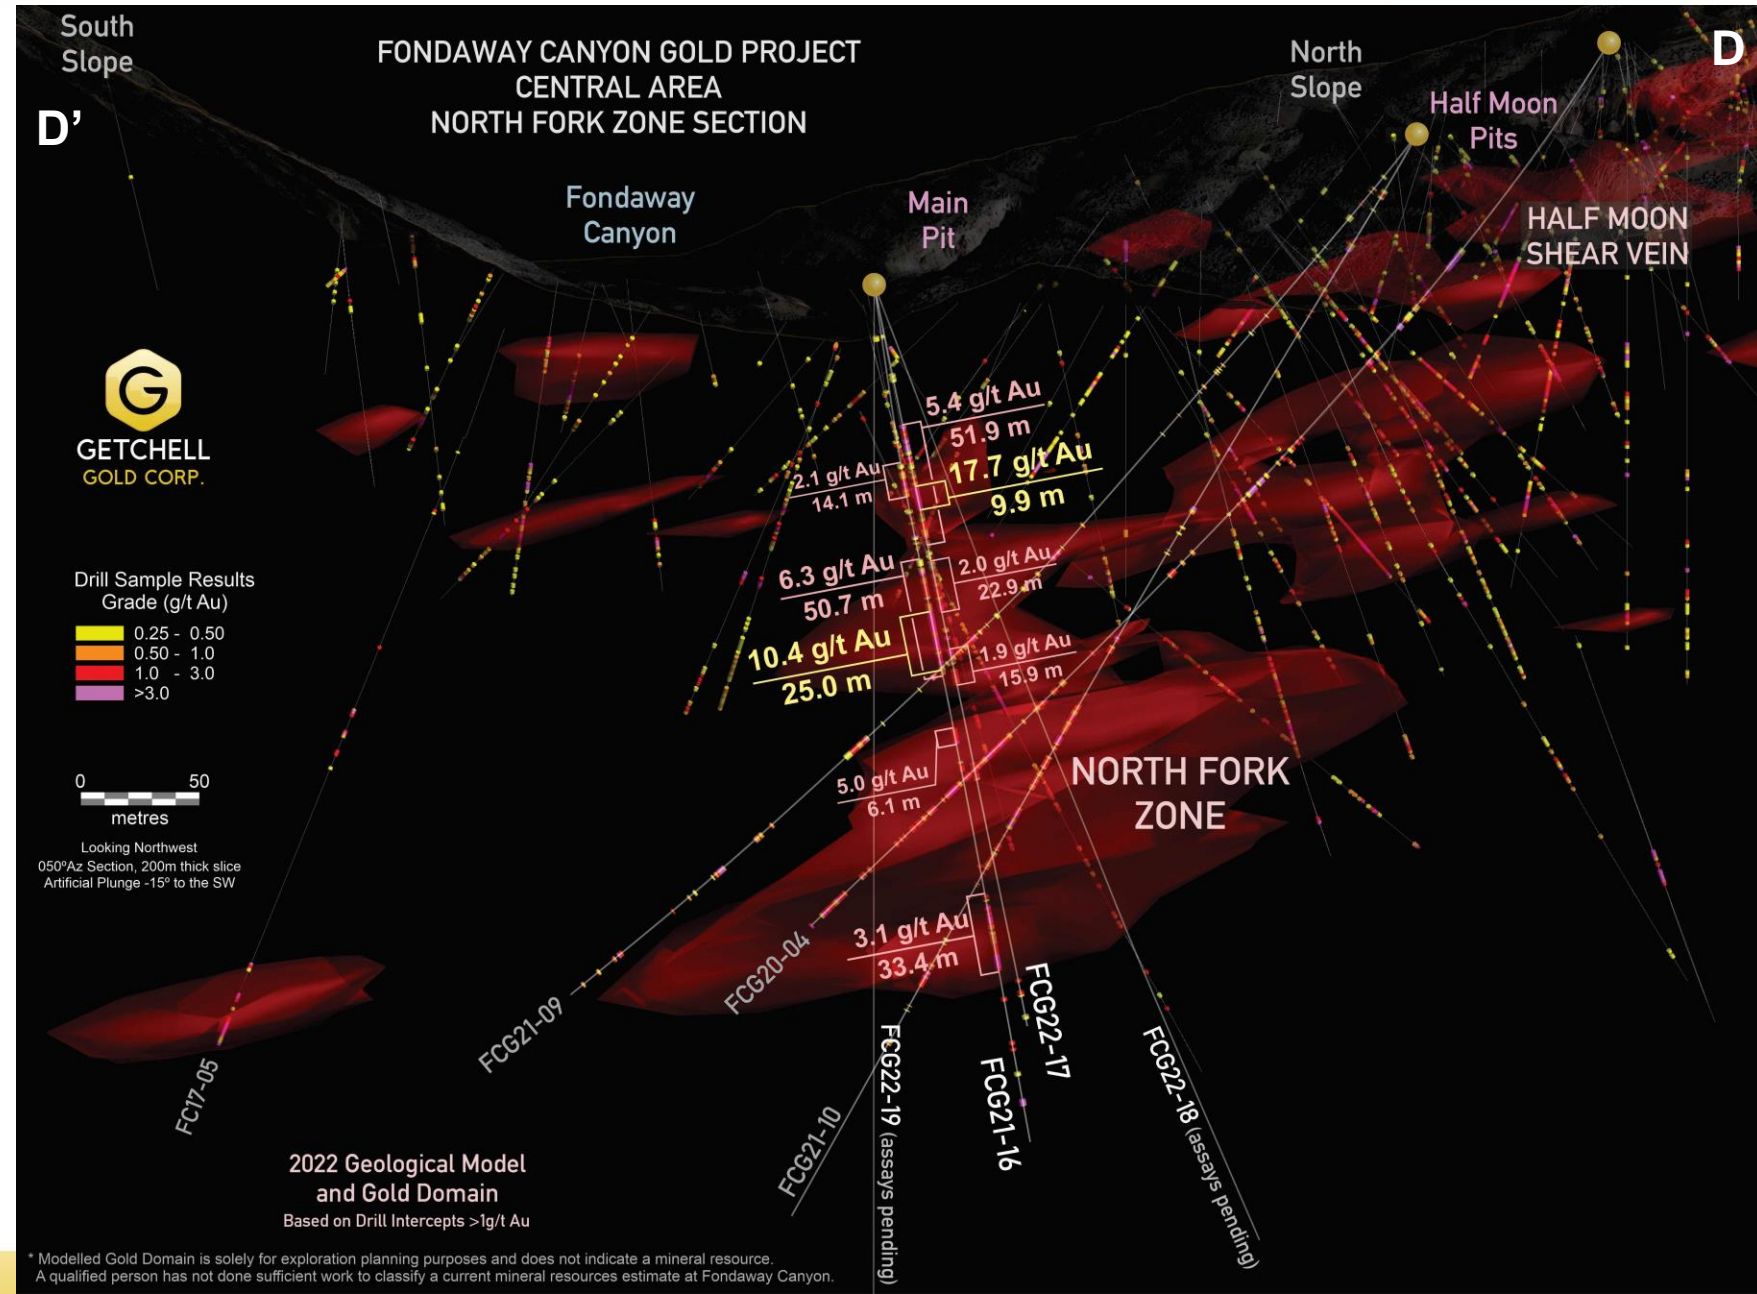 South
Slope
D’
FONDAWAY CANYON GOLD PROJECT
CENTRAL AREA
NORTH FORK ZONE SECTION
North
Slope
D
Half Moon
Pits
Fondaway
Canyon
Main
Pit
HALF MOON
SHEAR VEIN
G
GETCHELL
GOLD CORP.
5.4 g/t Au
51.9 m
2.1 g/t Au
14.1 m
17.7 g/t Au
9.9 m
6.3 g/t Au
50.7 m
2.0 g/t Au
22.9 m
10.4 g/t Au
25.0 m
1.9 g/t Au
15.9 m
5.0 g/t Au
6.1 m
3.1 g/t Au
33.4 m
NORTH FORK
ZONE
Drill Sample Results
Grade (g/t Au)
0.25 - 0.50
0.50 - 1.0
1.0 - 3.0
>3.0
0 50
metres
Looking Northwest
050ºAz Section, 200m thick slice
Artificial Plunge -15º to the SW
FC17-05
FCG21-09
FCG20-04
FCG21-10
FCG22-19 (assays pending)
FCG21-16
FCG22-17
FCG22-18 (assays pending)
2022 Geological Model
and Gold Domain
Based on Drill Intercepts >1g/t Au
* Modelled Gold Domain is solely for exploration planning purposes and does not indicate a mineral resource.
A qualified person has not done sufficient work to classify a current mineral resources estimate at Fondaway Canyon.